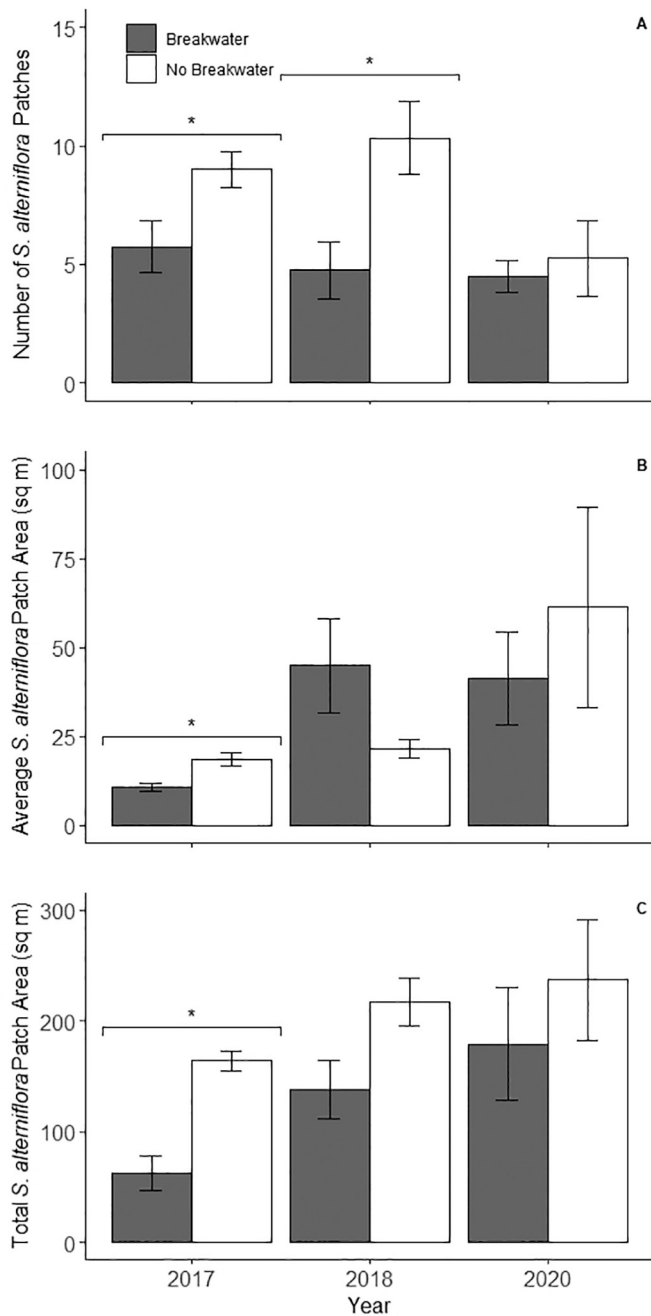 A
15
Breakwater
No Breakwater
*
*
10
5
0
Number of S. alterniflora Patches
B
100
75
50
25
0
*
Average S. alterniflora Patch Area (sq m)
C
300
200
100
0
*
Total S. alterniflora Patch Area (sq m)
2017 2018 2020
Year